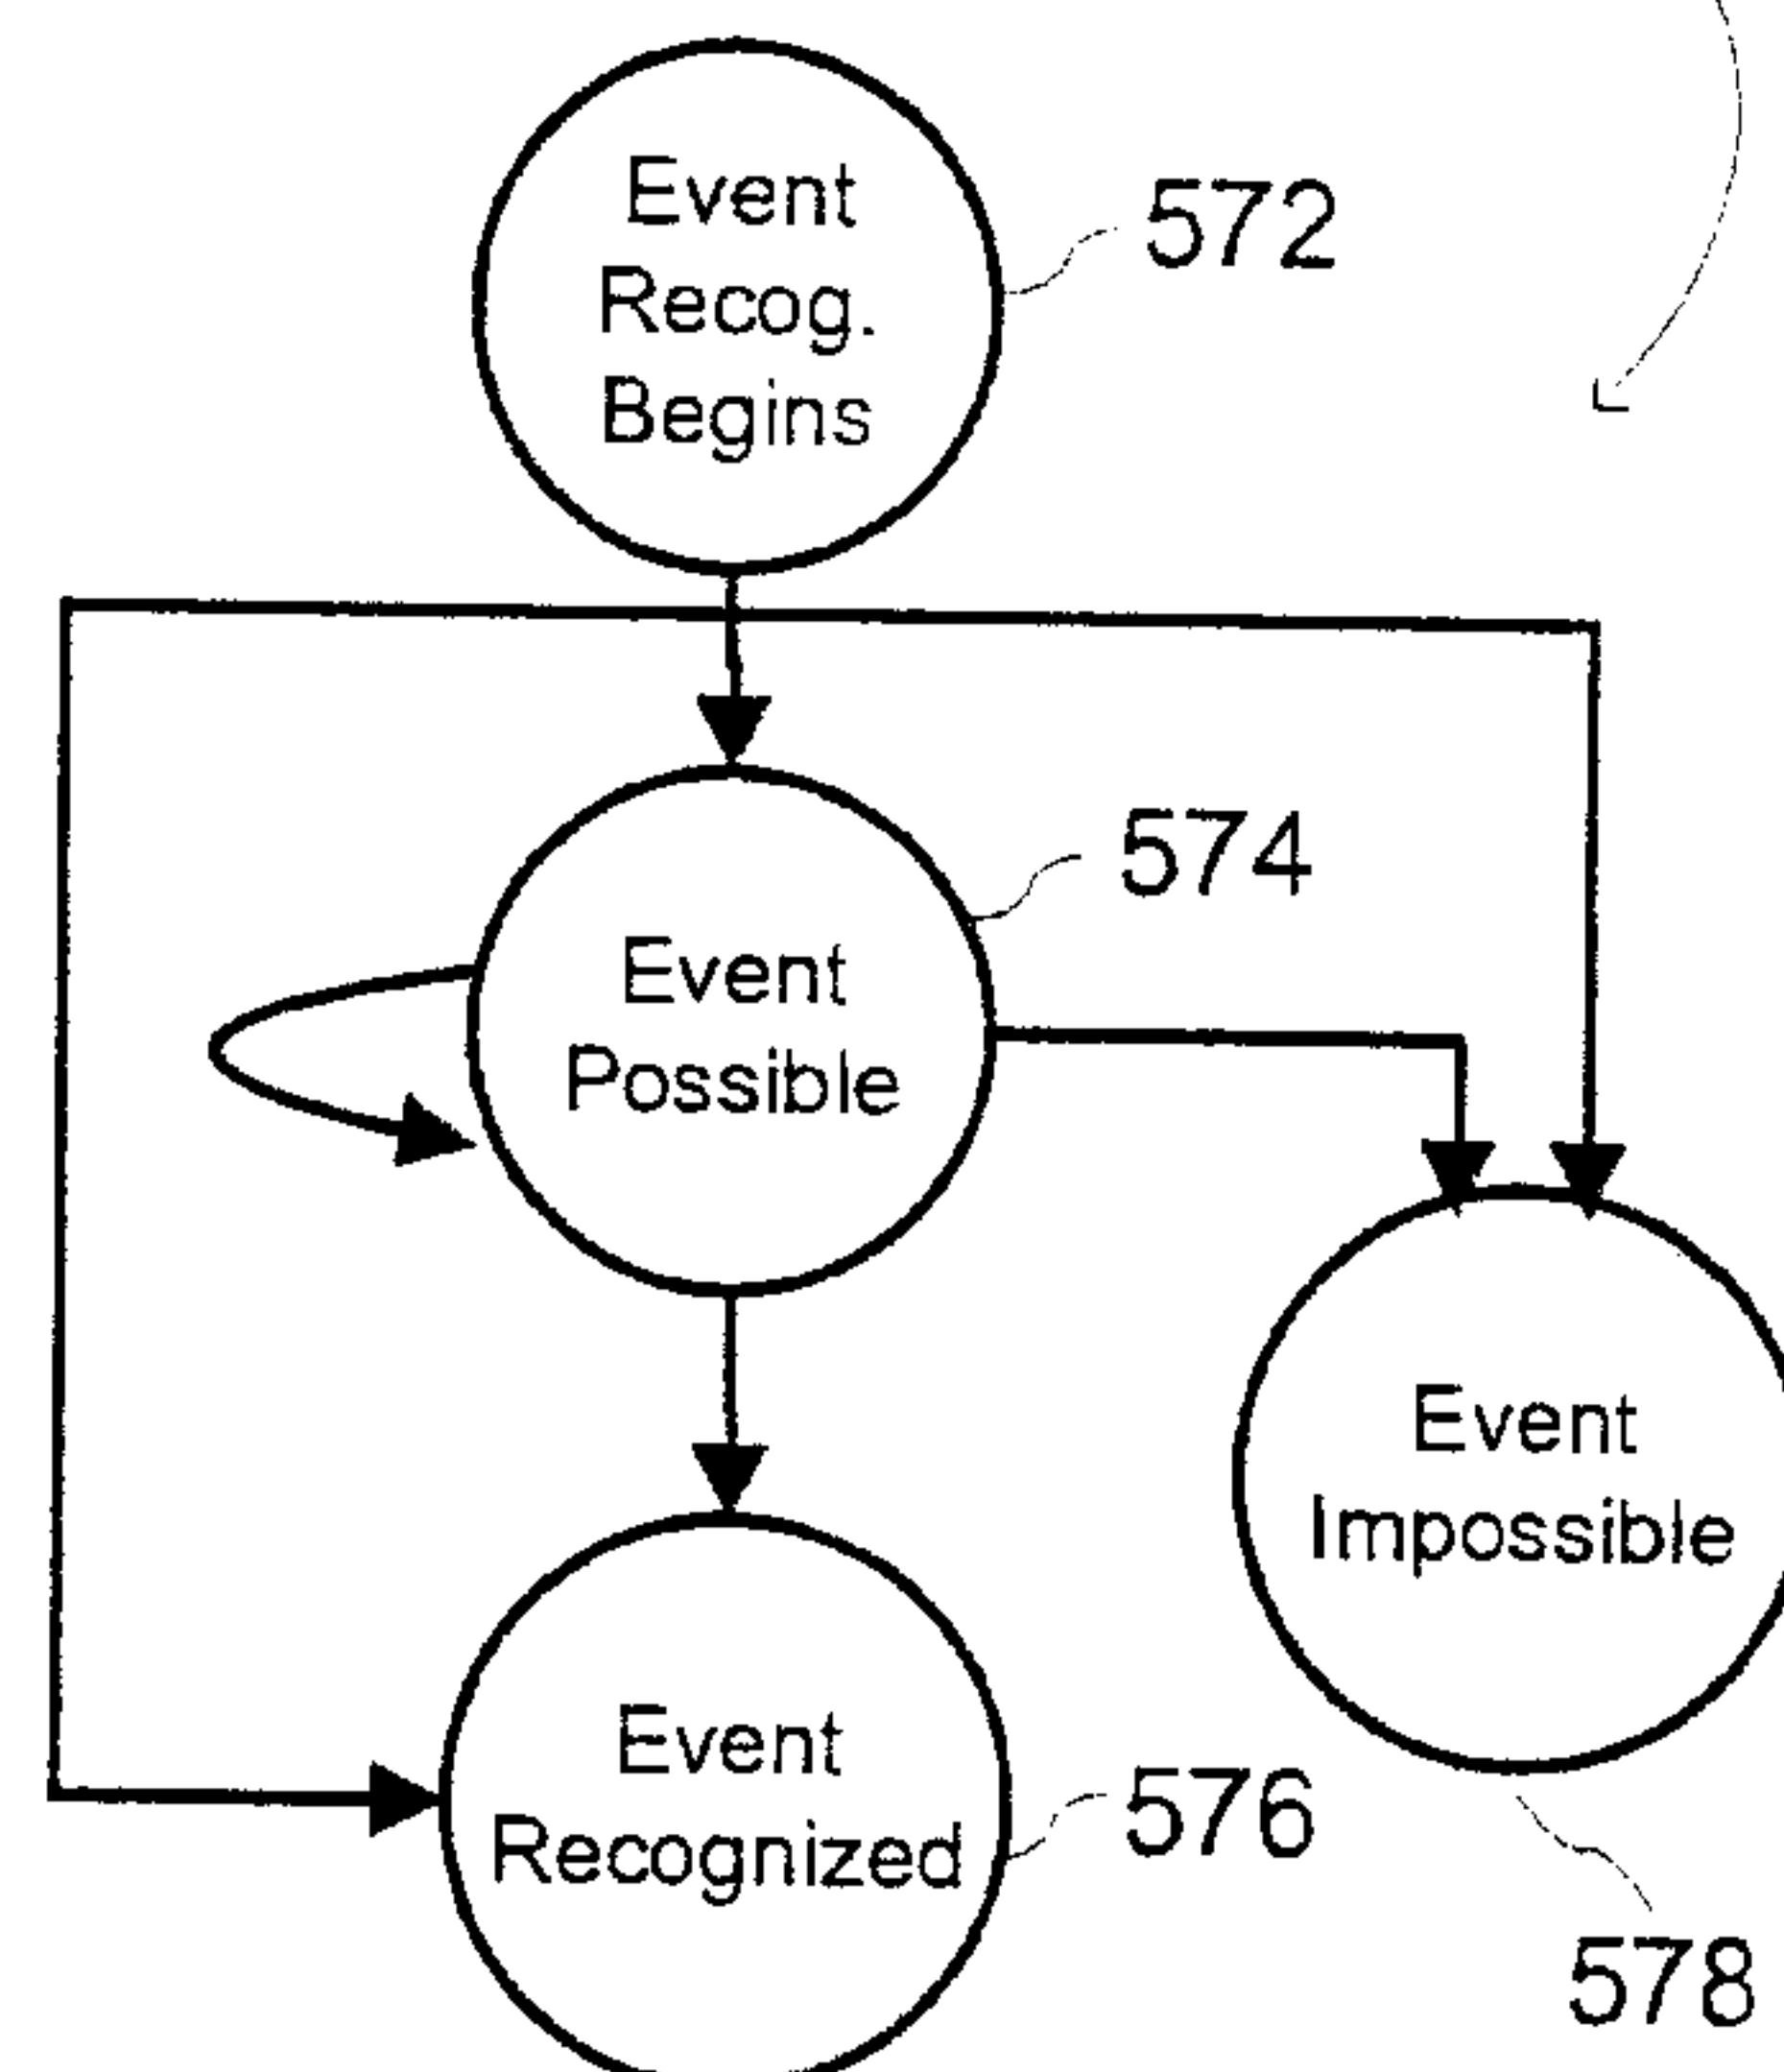 Event
Recog.
Begins
572
574
Event
Possible
Event
Impossible
Event
Recognized
576
578